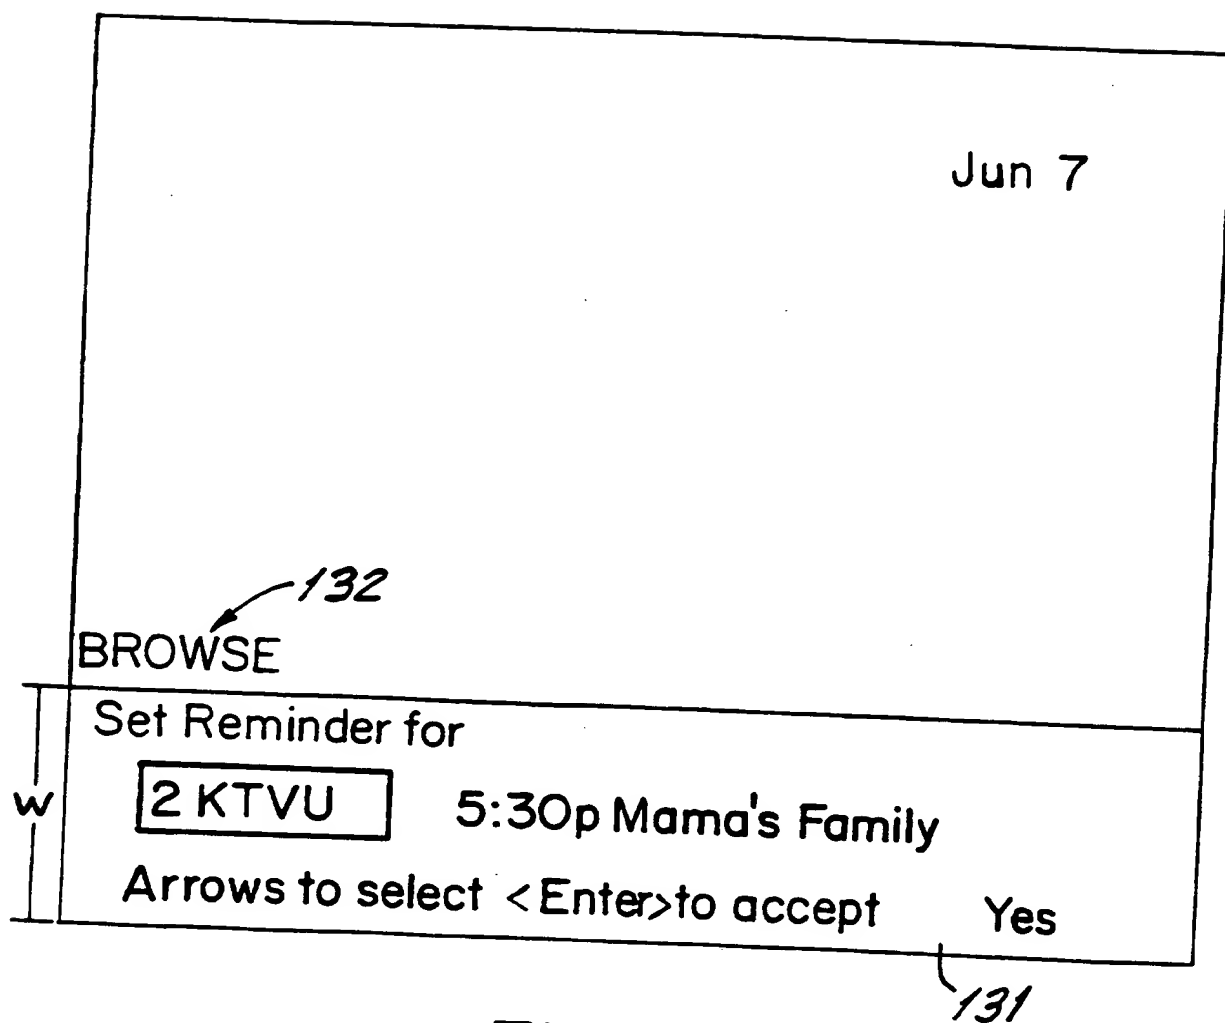 Jun 7
132
BROWSE
Set Reminder for
2 KTVU 5:30p Mama's Family
W
Arrows to select <Enter>to accept Yes
131